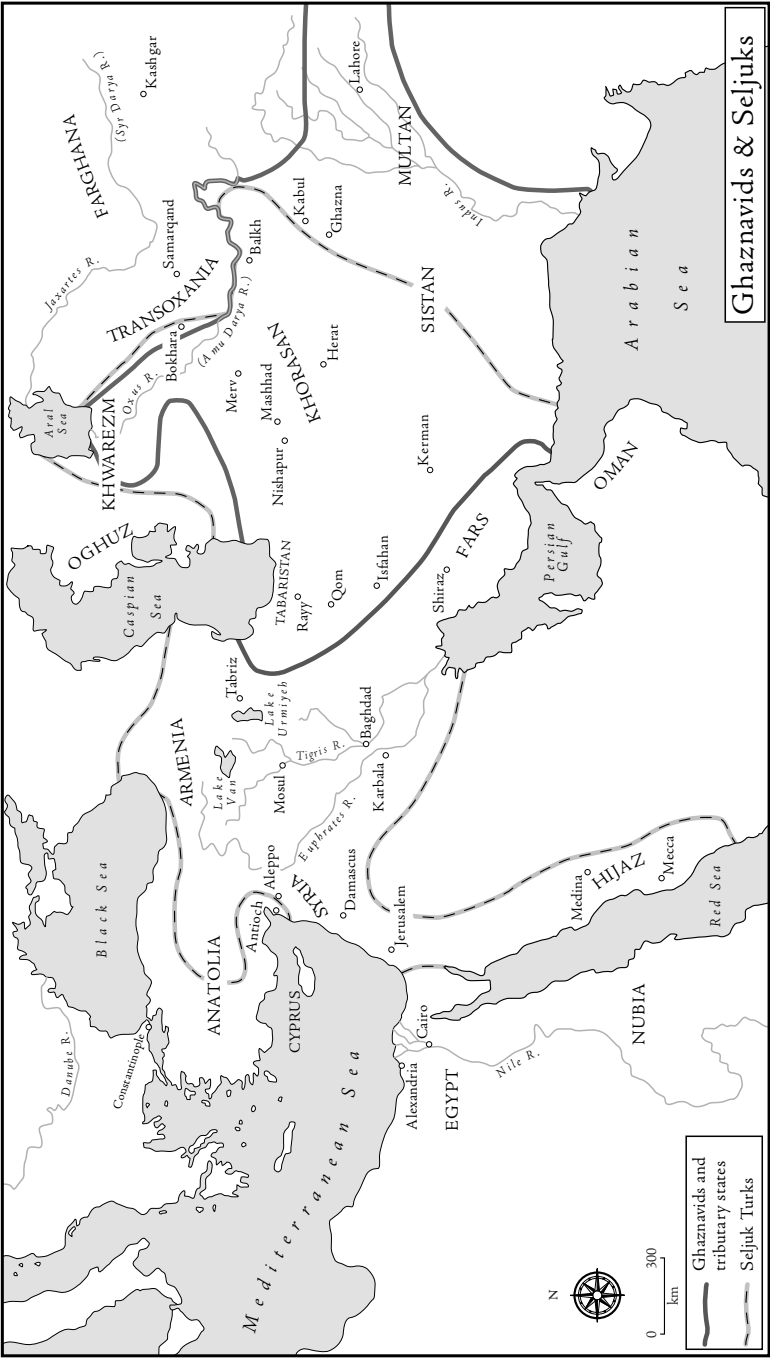 Ghaznavids & Seljuks
Danube R.
Black Sea
Constantinople
ANATOLIA
Antioch
Aleppo
CYPRUS
SYRIA
Mediterranean Sea
Damascus
Jerusalem
Alexandria
Cairo
EGYPT
Nile R.
NUBIA
Red Sea
HIJAZ
Medina
Mecca
ARMENIA
Lake
Van
Lake
Urmiyeh
Tabriz
Mosul
Tigris R.
Euphrates R.
Baghdad
Karbala
OGHUZ
Caspian
Sea
TABARISTAN
Rayy
Qom
Isfahan
Shiraz
FARS
Persian
Gulf
OMAN
Kerman
Aral
Sea
KHWAREZM
Oxus R.
(Amu Darya R.)
Jaxartes R.
(Syr Darya R.)
FARGHANA
Kashgar
Samarqand
TRANSOXANIA
Bokhara
Balkh
Merv
Mashhad
Nishapur
KHORASAN
Herat
Kabul
Ghazna
SISTAN
MULTAN
Lahore
Indus R.
Arabian
Sea
N
0
300
km
Ghaznavids and
tributary states
Seljuk Turks